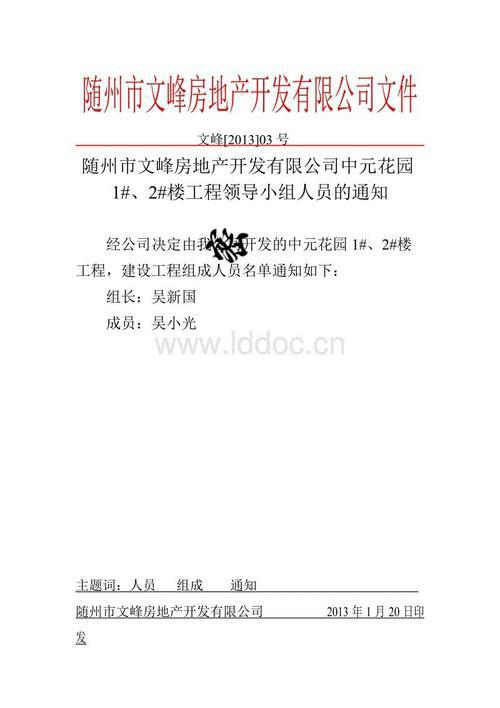 随州市文峰房地产开发有限公司文件
文峰[2013]03 号
随州市文峰房地产开发有限公司中元花园
1#、2#楼工程领导小组人员的通知
经公司决定由我 开发的中元花园 1#、2#楼
工程，建设工程组成人员名单通知如下：
组长：吴新国
成员：吴小光
www.lddoc.cn
主题词：人员 组成 通知
随州市文峰房地产开发有限公司 2013 年 1 月 20 日印
发